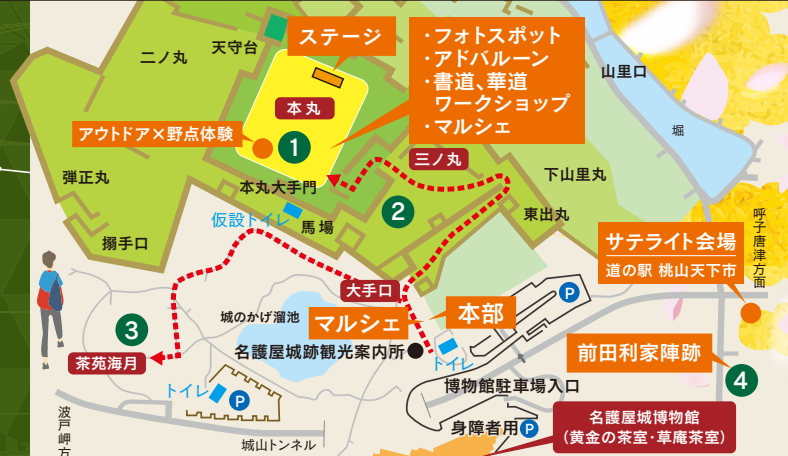 ステージ
・フォトスポット
・アドバルーン
・書道、華道
ワークショップ
・マルシェ
天守台
二ノ丸
山里口
本丸
アウトドア×野点体験
1
堀
三ノ丸
弾正丸
下山里丸
本丸大手門
2
東出丸
仮設トイレ
馬場
搦手口
呼子唐津方面
サテライト会場
道の駅 桃山天下市
大手口
P
城のかげ溜池
マルシェ
本部
3
名護屋城跡観光案内所
前田利家陣跡
茶苑海月
トイレ
4
トイレ
P
博物館駐車場入口
名護屋城博物館
(黄金の茶室・草庵茶室)
身障者用 P
波戸岬方
城山トンネル